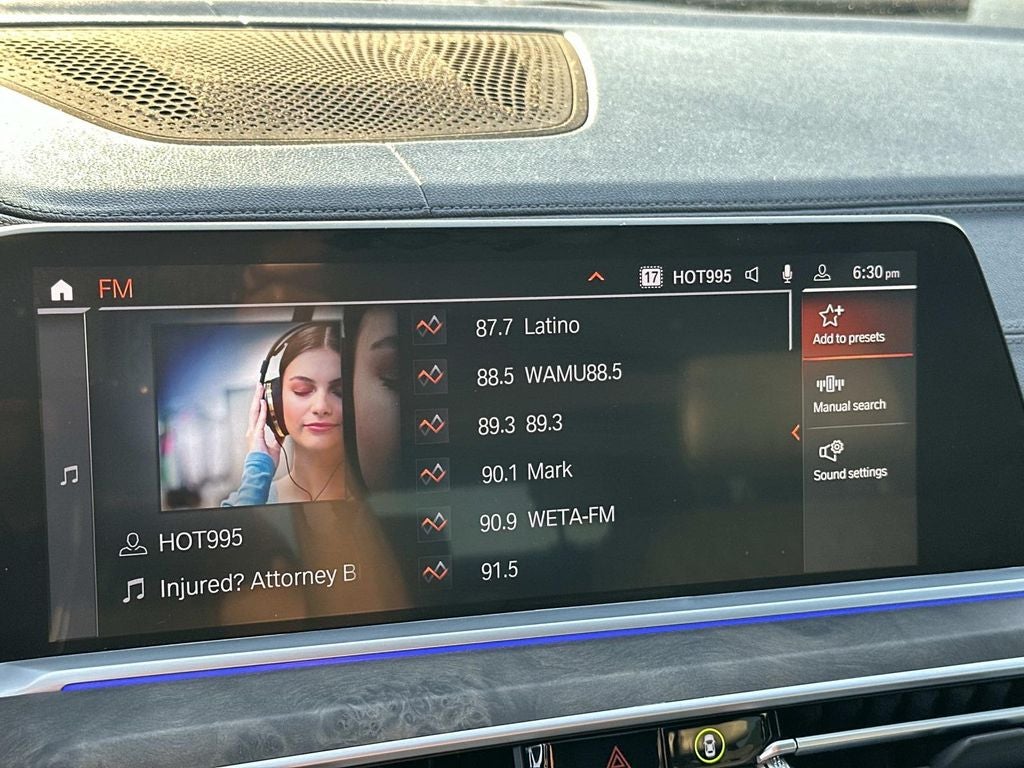 FM
17 HOT995
6:30 pm
87.7 Latino
88.5 WAMU88.5
89.3 89.3
90.1 Mark
90.9 WETA-FM
91.5
HOT995
Injured? Attorney B
Add to presets
Manual search
Sound settings